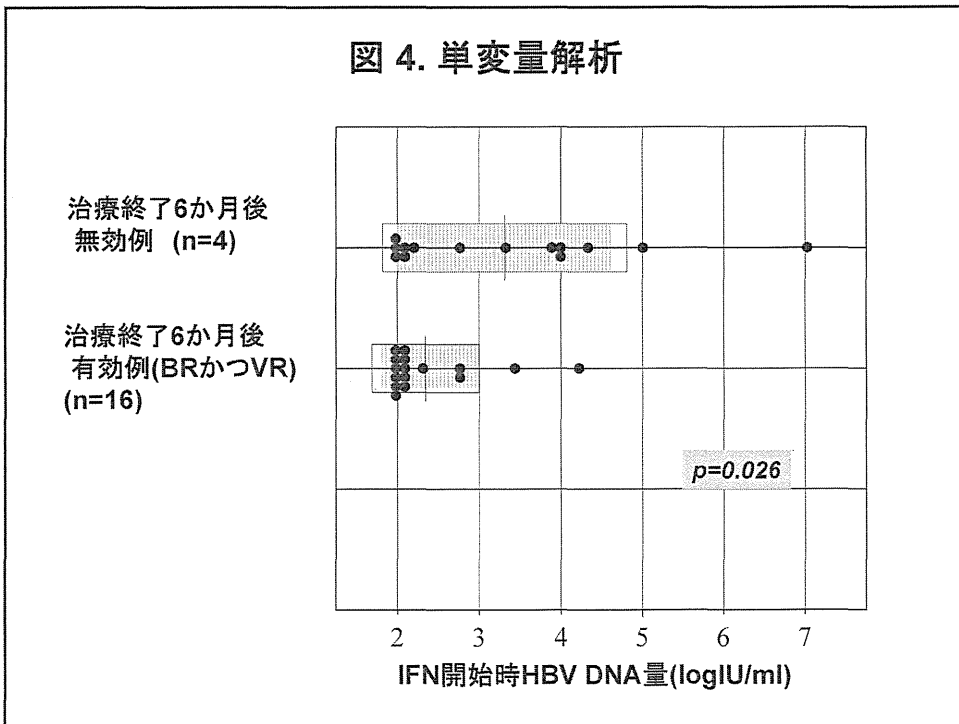 図 4. 単変量解析
治療終了6か月後
無効例 (n=4)
治療終了6か月後
有効例(BRかつVR)
(n=16)
p=0.026
2 3 4 5 6 7
IFN開始時HBV DNA量(logIU/ml)